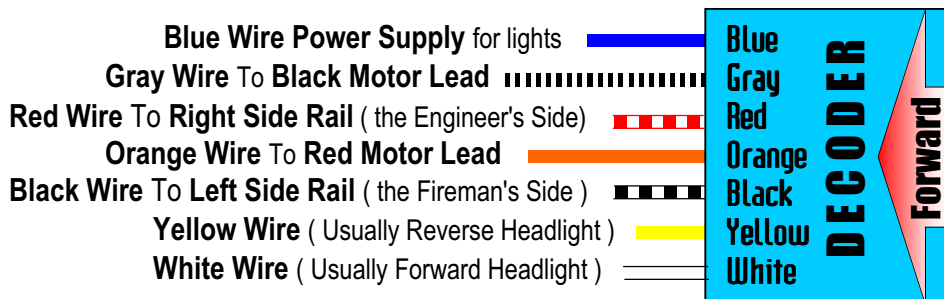 Blue Wire Power Supply for lights
Gray Wire To Black Motor Lead
Red Wire To Right Side Rail ( the Engineer's Side)
Orange Wire To Red Motor Lead
Black Wire To Left Side Rail ( the Fireman's Side )
Yellow Wire ( Usually Reverse Headlight )
White Wire ( Usually Forward Headlight )
Blue
Gray
Red
Orange
Black
Yellow
White
DECODER
Forward